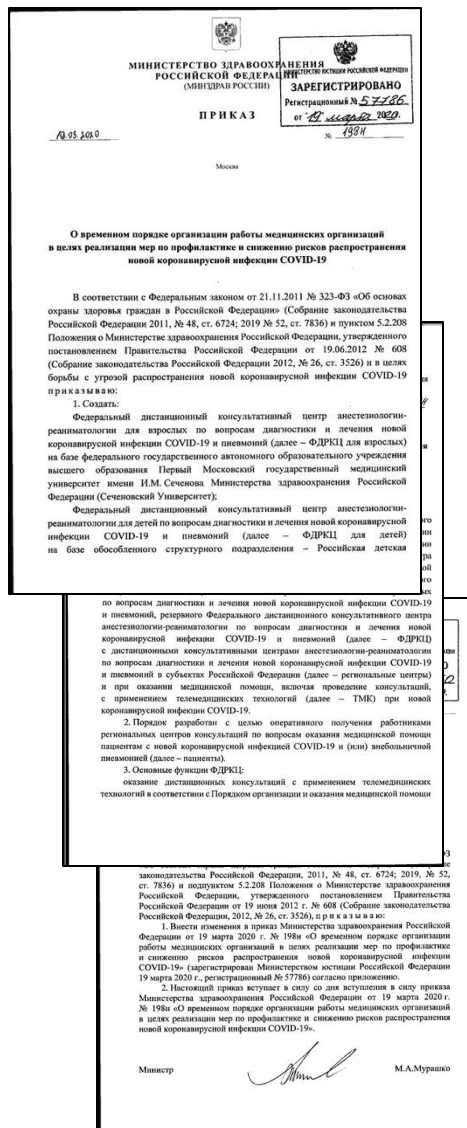 МИНИСТЕРСТВО ЗДРАВООХРАНЕНИЯ
РОССИЙСКОЙ ФЕДЕРАЦИИ
(МИНЗДРАВ РОССИИ)
ПРИКАЗ
МИНИСТЕРСТВО ЮСТИЦИИ РОССИЙСКОЙ ФЕДЕРАЦИИ
ЗАРЕГИСТРИРОВАНО
Регистрационный № 57786
от "19" марта 2020.
19.03.2020
№ 198н
Москва
О временном порядке организации работы медицинских организаций
в целях реализации мер по профилактике и снижению рисков распространения
новой коронавирусной инфекции COVID-19
В соответствии с Федеральным законом от 21.11.2011 № 323-ФЗ «Об основах
охраны здоровья граждан в Российской Федерации» (Собрание законодательства
Российской Федерации 2011, № 48, ст. 6724; 2019 № 52, ст. 7836) и пунктом 5.2.208
Положения о Министерстве здравоохранения Российской Федерации, утвержденного
постановлением Правительства Российской Федерации от 19.06.2012 № 608
(Собрание законодательства Российской Федерации 2012, № 26, ст. 3526) и в целях
борьбы с угрозой распространения новой коронавирусной инфекции COVID-19
п р и к а з ы в а ю:
1. Создать:
Федеральный дистанционный консультативный центр анестезиологии-
реаниматологии для взрослых по вопросам диагностики и лечения новой
коронавирусной инфекции COVID-19 и пневмоний (далее – ФДРКЦ для взрослых)
на базе федерального государственного автономного образовательного учреждения
высшего образования Первый Московский государственный медицинский
университет имени И.М. Сеченова Министерства здравоохранения Российской
Федерации (Сеченовский Университет);
Федеральный дистанционный консультативный центр анестезиологии-
реаниматологии для детей по вопросам диагностики и лечения новой коронавирусной
инфекции COVID-19 и пневмоний (далее – ФДРКЦ для детей)
на базе обособленного структурного подразделения – Российская детская
по вопросам диагностики и лечения новой коронавирусной инфекции COVID-19
и пневмоний, резервного Федерального дистанционного консультативного центра
анестезиологии-реаниматологии по вопросам диагностики и лечения новой
коронавирусной инфекции COVID-19 и пневмоний (далее – ФДРКЦ)
с дистанционными консультативными центрами анестезиологии-реаниматологии
по вопросам диагностики и лечения новой коронавирусной инфекции COVID-19
и пневмоний в субъектах Российской Федерации (далее – региональные центры)
и при оказании медицинской помощи, включая проведение консультаций,
с применением телемедицинских технологий (далее – ТМК) при новой
коронавирусной инфекции COVID-19.
2. Порядок разработан с целью оперативного получения работниками
региональных центров консультаций по вопросам оказания медицинской помощи
пациентам с новой коронавирусной инфекцией COVID-19 и (или) внебольничной
пневмонией (далее – пациенты).
3. Основные функции ФДРКЦ:
оказание дистанционных консультаций с применением телемедицинских
технологий в соответствии с Порядком организации и оказания медицинской помощи
законодательства Российской Федерации, 2011, № 48, ст. 6724; 2019, № 52,
ст. 7836) и подпунктом 5.2.208 Положения о Министерстве здравоохранения
Российской Федерации, утвержденного постановлением Правительства
Российской Федерации от 19 июня 2012 г. № 608 (Собрание законодательства
Российской Федерации, 2012, № 26, ст. 3526), п р и к а з ы в а ю:
1. Внести изменения в приказ Министерства здравоохранения Российской
Федерации от 19 марта 2020 г. № 198н «О временном порядке организации
работы медицинских организаций в целях реализации мер по профилактике
и снижению рисков распространения новой коронавирусной инфекции
COVID-19» (зарегистрирован Министерством юстиции Российской Федерации
19 марта 2020 г., регистрационный № 57786) согласно приложению.
2. Настоящий приказ вступает в силу со дня вступления в силу приказа
Министерства здравоохранения Российской Федерации от 19 марта 2020 г.
№ 198н «О временном порядке организации работы медицинских организаций
в целях реализации мер по профилактике и снижению рисков распространения
новой коронавирусной инфекции COVID-19».
Министр
М.А.Мурашко